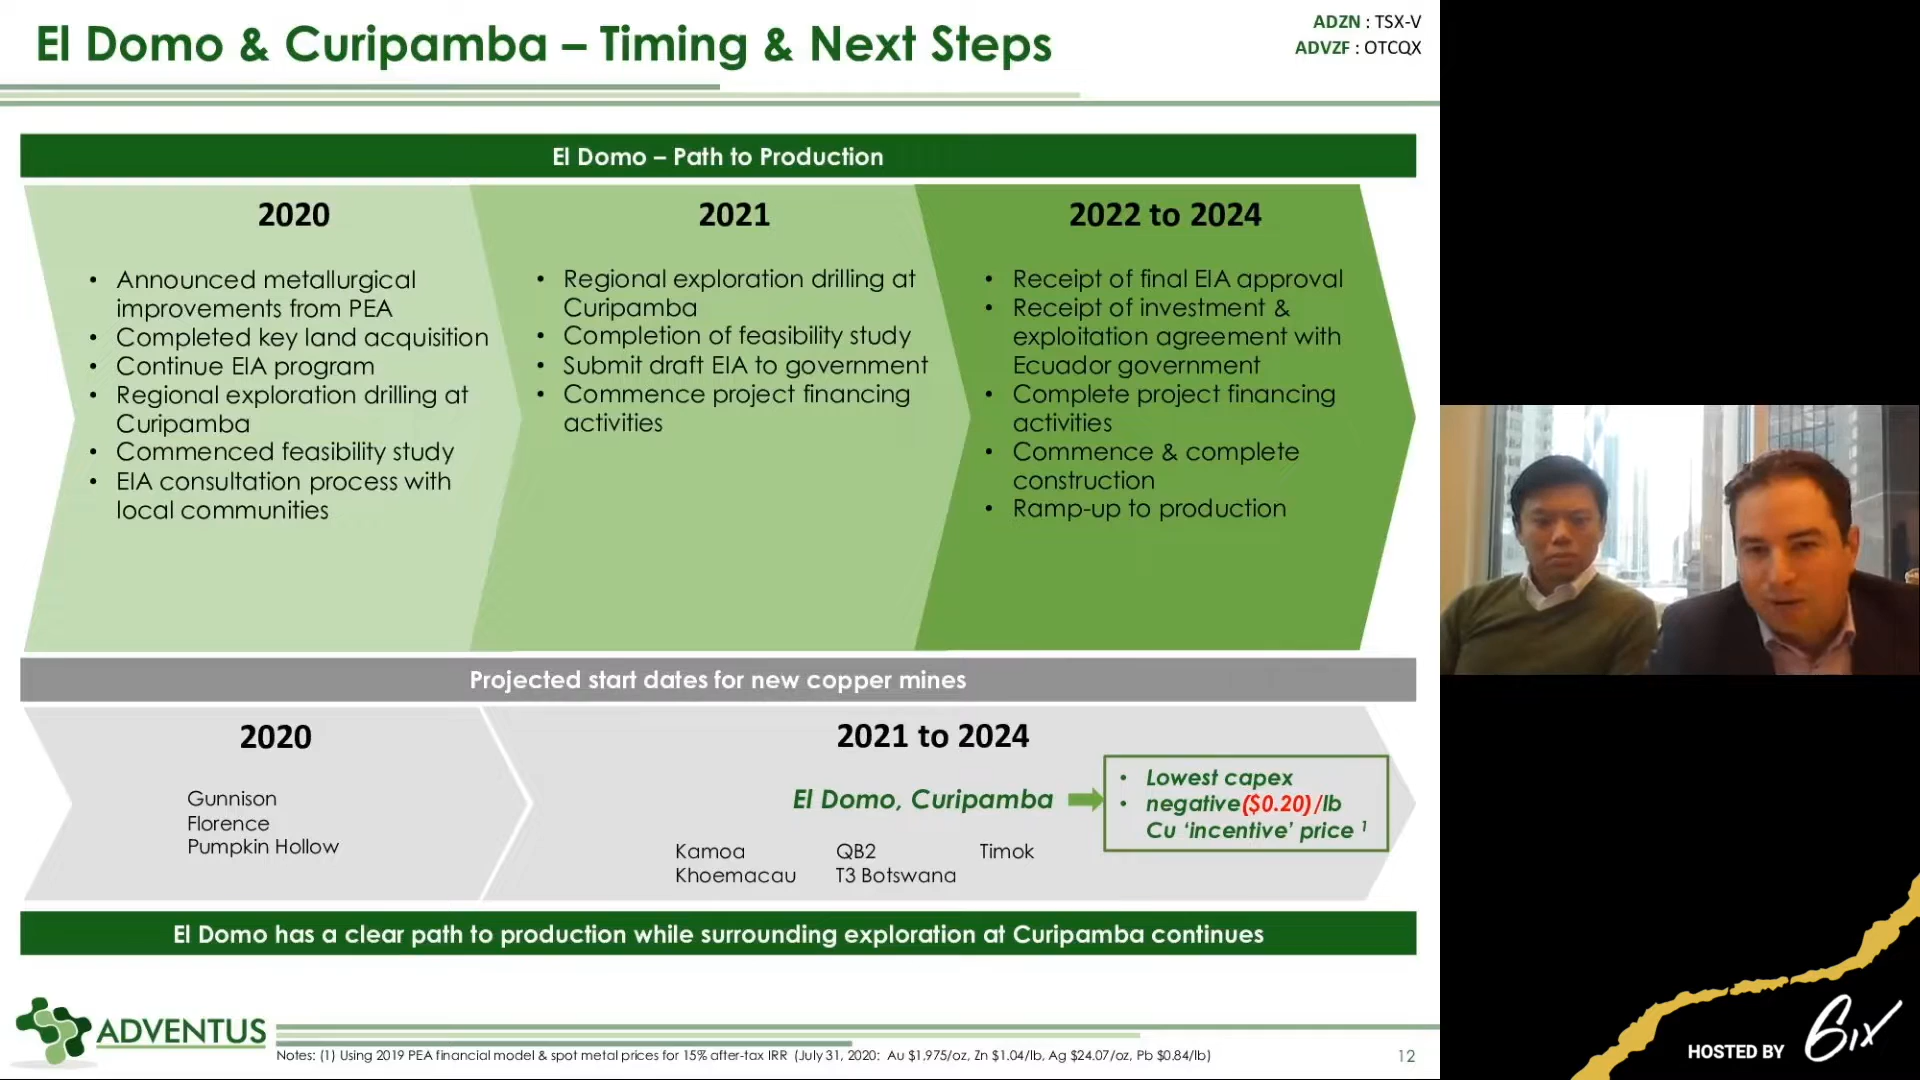 El Domo & Curipamba – Timing & Next Steps
ADZN : TSX-V
ADVZF : OTCQX
El Domo – Path to Production
2020
• Announced metallurgical
improvements from PEA
• Completed key land acquisition
• Continue EIA program
• Regional exploration drilling at
Curipamba
• Commenced feasibility study
• EIA consultation process with
local communities
2021
• Regional exploration drilling at
Curipamba
• Completion of feasibility study
• Submit draft EIA to government
• Commence project financing
activities
2022 to 2024
• Receipt of final EIA approval
• Receipt of investment &
exploitation agreement with
Ecuador government
• Complete project financing
activities
• Commence & complete
construction
• Ramp-up to production
Projected start dates for new copper mines
2020
Gunnison
Florence
Pumpkin Hollow
2021 to 2024
El Domo, Curipamba
• Lowest capex
• negative($0.20)/lb
Cu ‘incentive’ price 1
Kamoa QB2 Timok
Khoemacau T3 Botswana
El Domo has a clear path to production while surrounding exploration at Curipamba continues
ADVENTUS
Notes: (1) Using 2019 PEA financial model & spot metal prices for 15% after-tax IRR (July 31, 2020: Au $1,975/oz, Zn $1.04/lb, Ag $24.07/oz, Pb $0.84/lb)
12
HOSTED BY 6ix